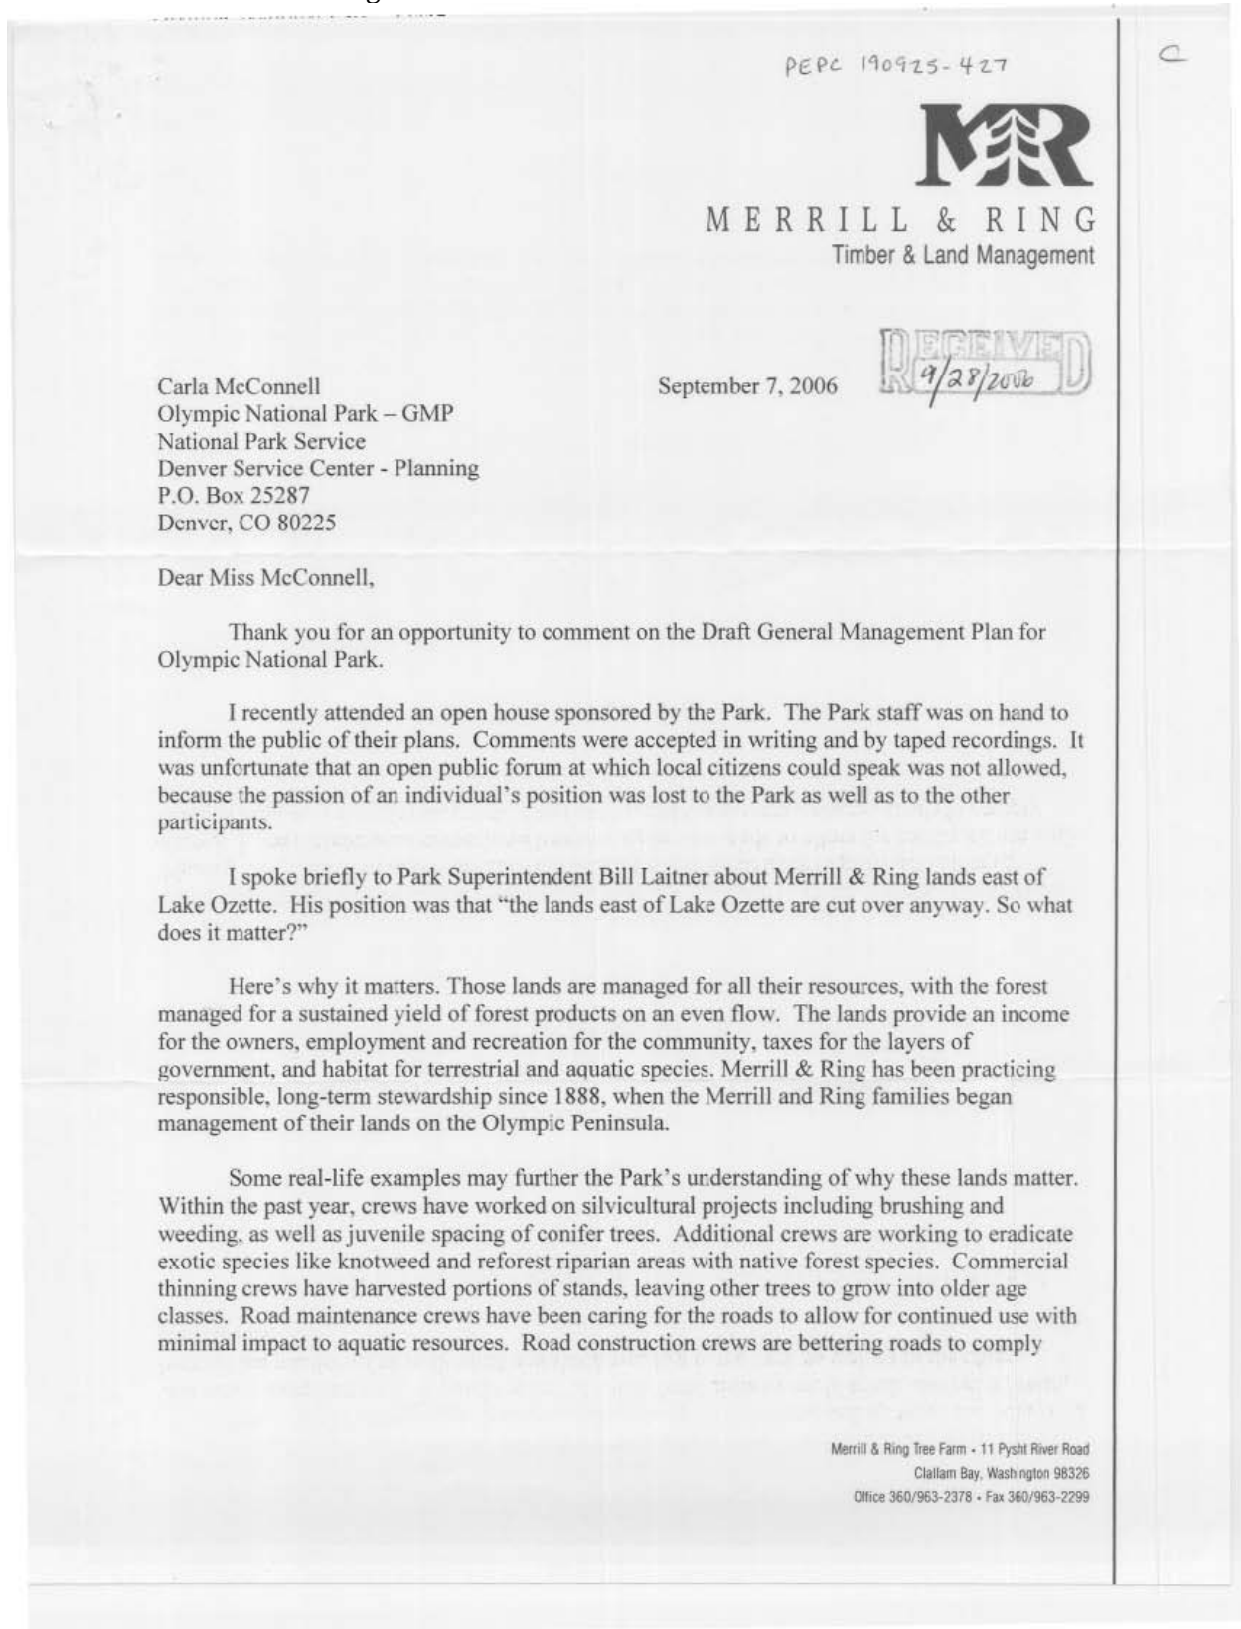 PEPC 190925-427
C
MR
MERRILL & RING
Timber & Land Management
RECEIVED
9/28/2006
Carla McConnell
September 7, 2006
Olympic National Park – GMP
National Park Service
Denver Service Center - Planning
P.O. Box 25287
Denver, CO 80225
Dear Miss McConnell,
Thank you for an opportunity to comment on the Draft General Management Plan for
Olympic National Park.
I recently attended an open house sponsored by the Park. The Park staff was on hand to
inform the public of their plans. Comments were accepted in writing and by taped recordings. It
was unfortunate that an open public forum at which local citizens could speak was not allowed,
because the passion of an individual's position was lost to the Park as well as to the other
participants.
I spoke briefly to Park Superintendent Bill Laitner about Merrill & Ring lands east of
Lake Ozette. His position was that “the lands east of Lake Ozette are cut over anyway. So what
does it matter?”
Here's why it matters. Those lands are managed for all their resources, with the forest
managed for a sustained yield of forest products on an even flow. The lands provide an income
for the owners, employment and recreation for the community, taxes for the layers of
government, and habitat for terrestrial and aquatic species. Merrill & Ring has been practicing
responsible, long-term stewardship since 1888, when the Merrill and Ring families began
management of their lands on the Olympic Peninsula.
Some real-life examples may further the Park's understanding of why these lands matter.
Within the past year, crews have worked on silvicultural projects including brushing and
weeding, as well as juvenile spacing of conifer trees. Additional crews are working to eradicate
exotic species like knotweed and reforest riparian areas with native forest species. Commercial
thinning crews have harvested portions of stands, leaving other trees to grow into older age
classes. Road maintenance crews have been caring for the roads to allow for continued use with
minimal impact to aquatic resources. Road construction crews are bettering roads to comply
Merrill & Ring Tree Farm • 11 Pysht River Road
Clallam Bay, Washington 98326
Office 360/963-2378 • Fax 360/963-2299